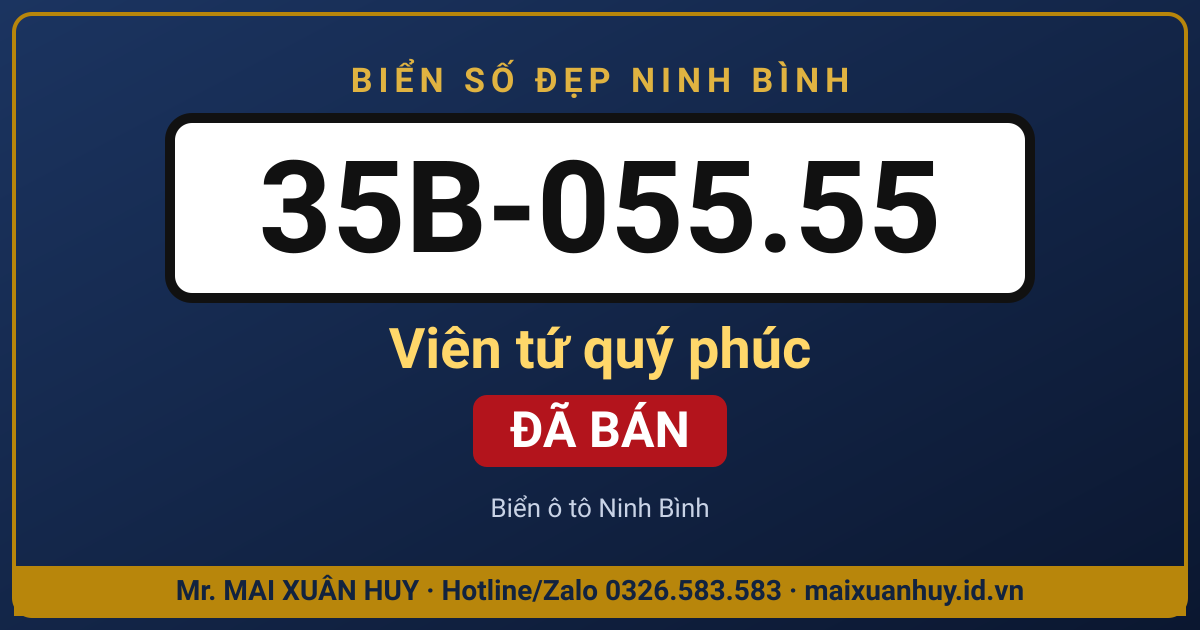 BIỂN SỐ ĐẸP NINH BÌNH
35B-055.55
Viên tứ quý phúc
ĐÃ BÁN
Biển ô tô Ninh Bình
Mr. MAI XUÂN HUY · Hotline/Zalo 0326.583.583 · maixuanhuy.id.vn